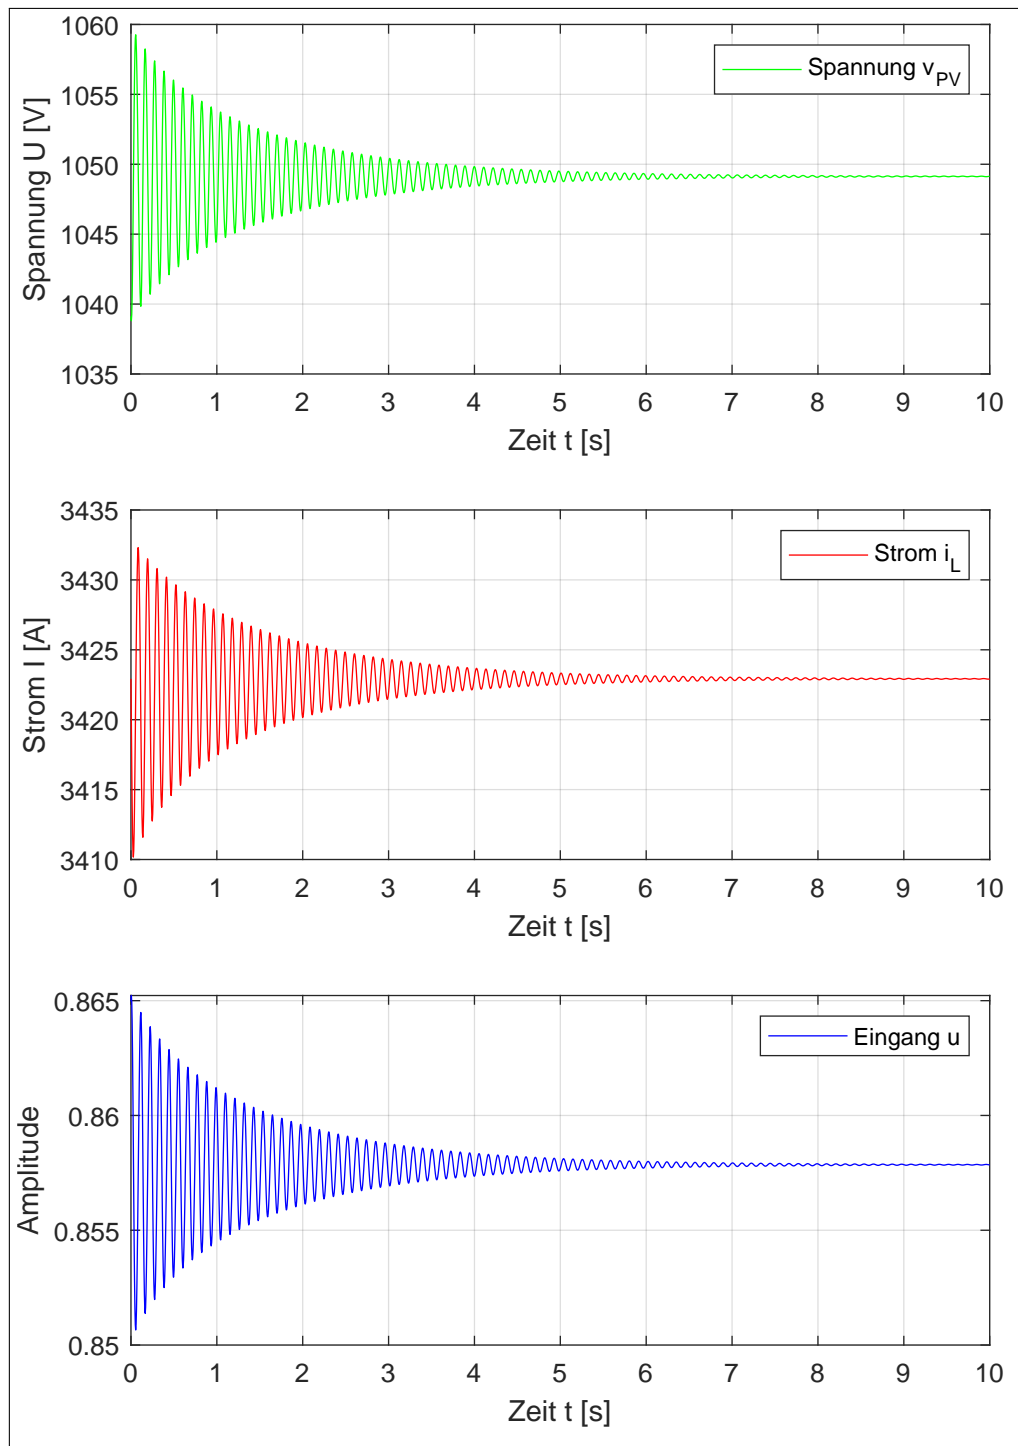 1060
1055
1050
1045
1040
1035
Spannung U [V]
Spannung v_PV
0 1 2 3 4 5 6 7 8 9 10
Zeit t [s]
3435
3430
3425
3420
3415
3410
Strom I [A]
Strom i_L
0 1 2 3 4 5 6 7 8 9 10
Zeit t [s]
0.865
0.86
0.855
0.85
Amplitude
Eingang u
0 1 2 3 4 5 6 7 8 9 10
Zeit t [s]